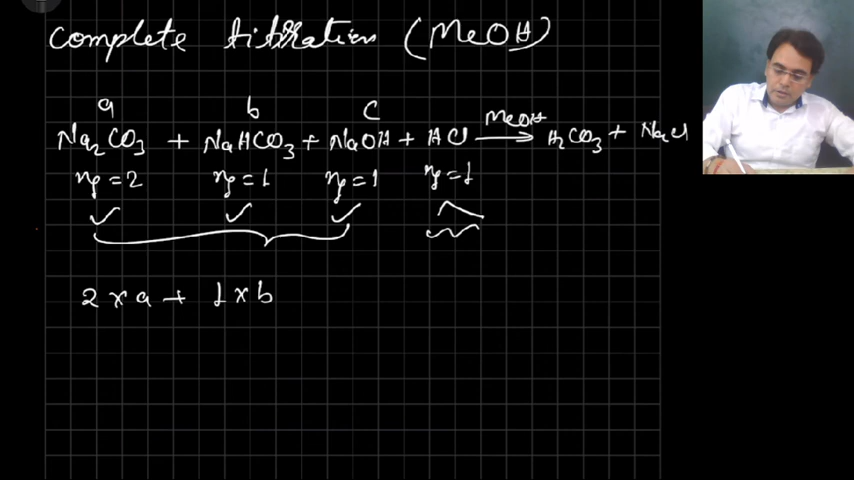 complete titration (MeOH)
a b c
Na₂CO₃ + NaHCO₃ + NaOH + HCl —MeOH→ H₂CO₃ + NaCl
nf = 2 nf = 1 nf = 1 nf = 1
2 × a + 1 × b